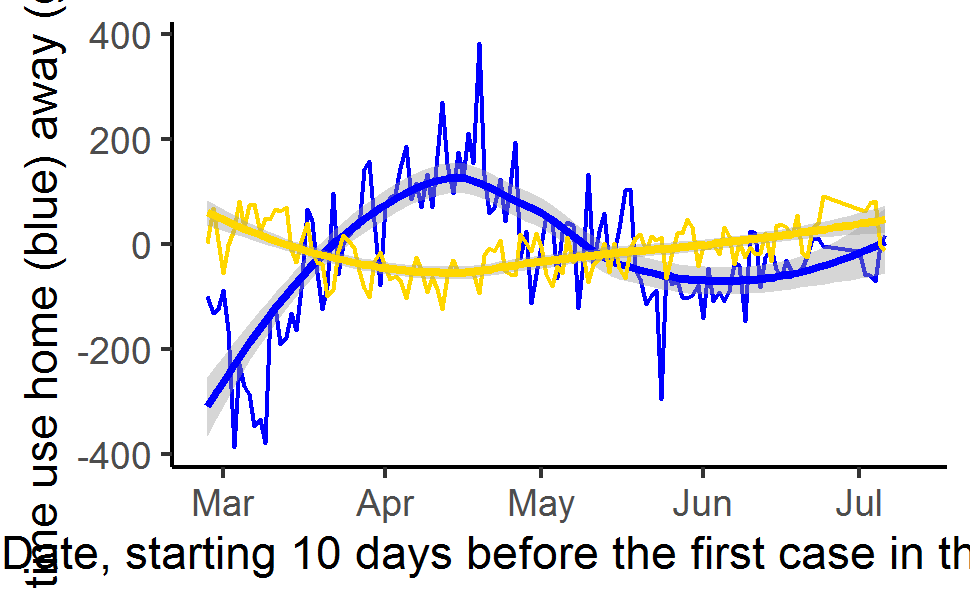 time use home (blue) away (
400
200
0
-200
-400
Mar Apr May Jun Jul
Date, starting 10 days before the first case in th